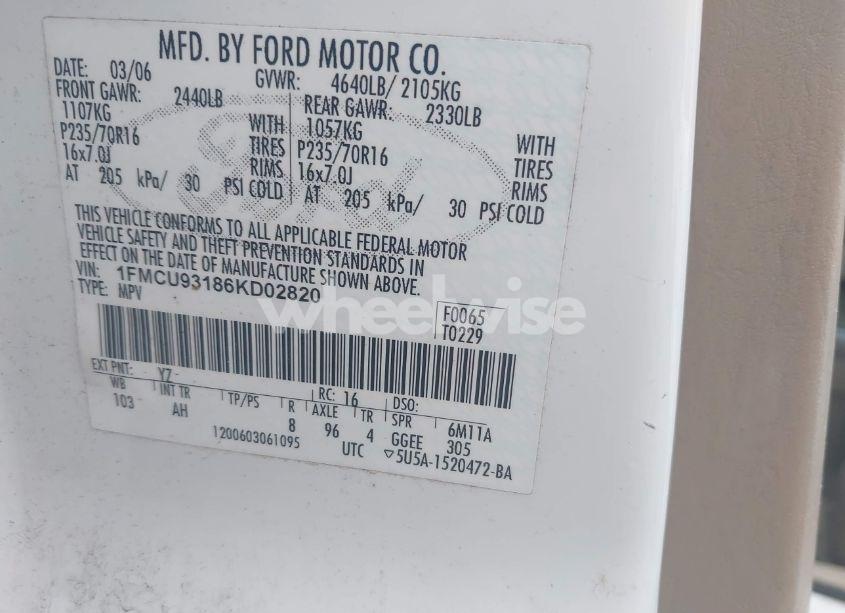 MFD. BY FORD MOTOR CO.
DATE: 03/06 GVWR: 4640LB/ 2105KG
FRONT GAWR: 2440LB REAR GAWR: 2330LB
1107KG WITH 1057KG WITH
P235/70R16 TIRES P235/70R16 TIRES
16x7.0J RIMS 16x7.0J RIMS
AT 205 kPa/ 30 PSI COLD AT 205 kPa/ 30 PSI COLD
THIS VEHICLE CONFORMS TO ALL APPLICABLE FEDERAL MOTOR
VEHICLE SAFETY AND THEFT PREVENTION STANDARDS IN
EFFECT ON THE DATE OF MANUFACTURE SHOWN ABOVE.
VIN: 1FMCU93186KD02820
TYPE: MPV
F0065
T0229
wheelwise
EXT PNT: YZ RC: 16 DSO:
WB INT TR TP/PS R AXLE TR SPR 6M11A
103 AH 8 96 4 GGEE 305
1200603061095 UTC ▽5U5A-1520472-BA
Ford